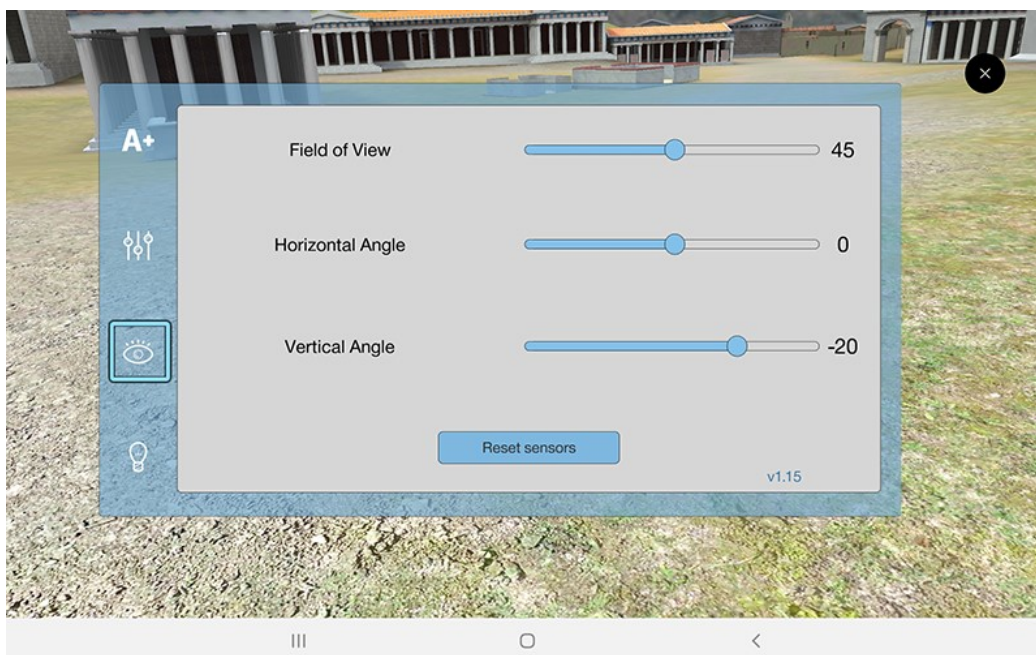 A+
Field of View 45
Horizontal Angle 0
Vertical Angle -20
Reset sensors
v1.15